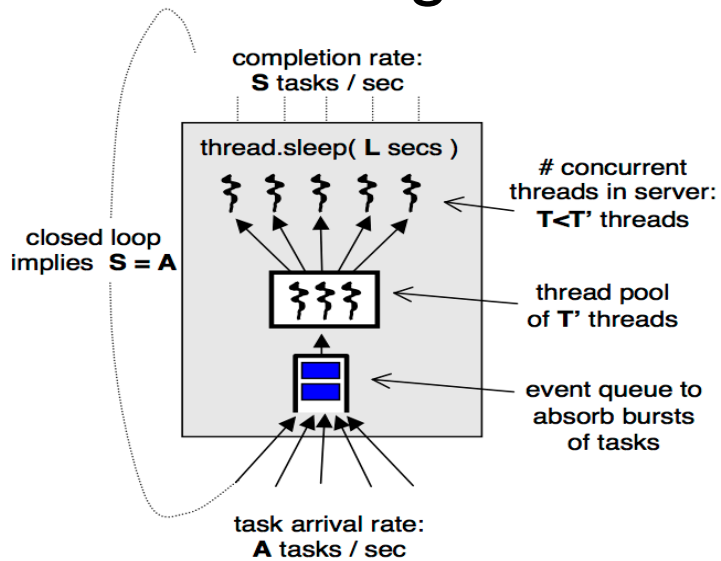 completion rate:
S tasks / sec
thread.sleep( L secs )
# concurrent
threads in server:
T<T' threads
closed loop
implies S = A
thread pool
of T' threads
event queue to
absorb bursts
of tasks
task arrival rate:
A tasks / sec